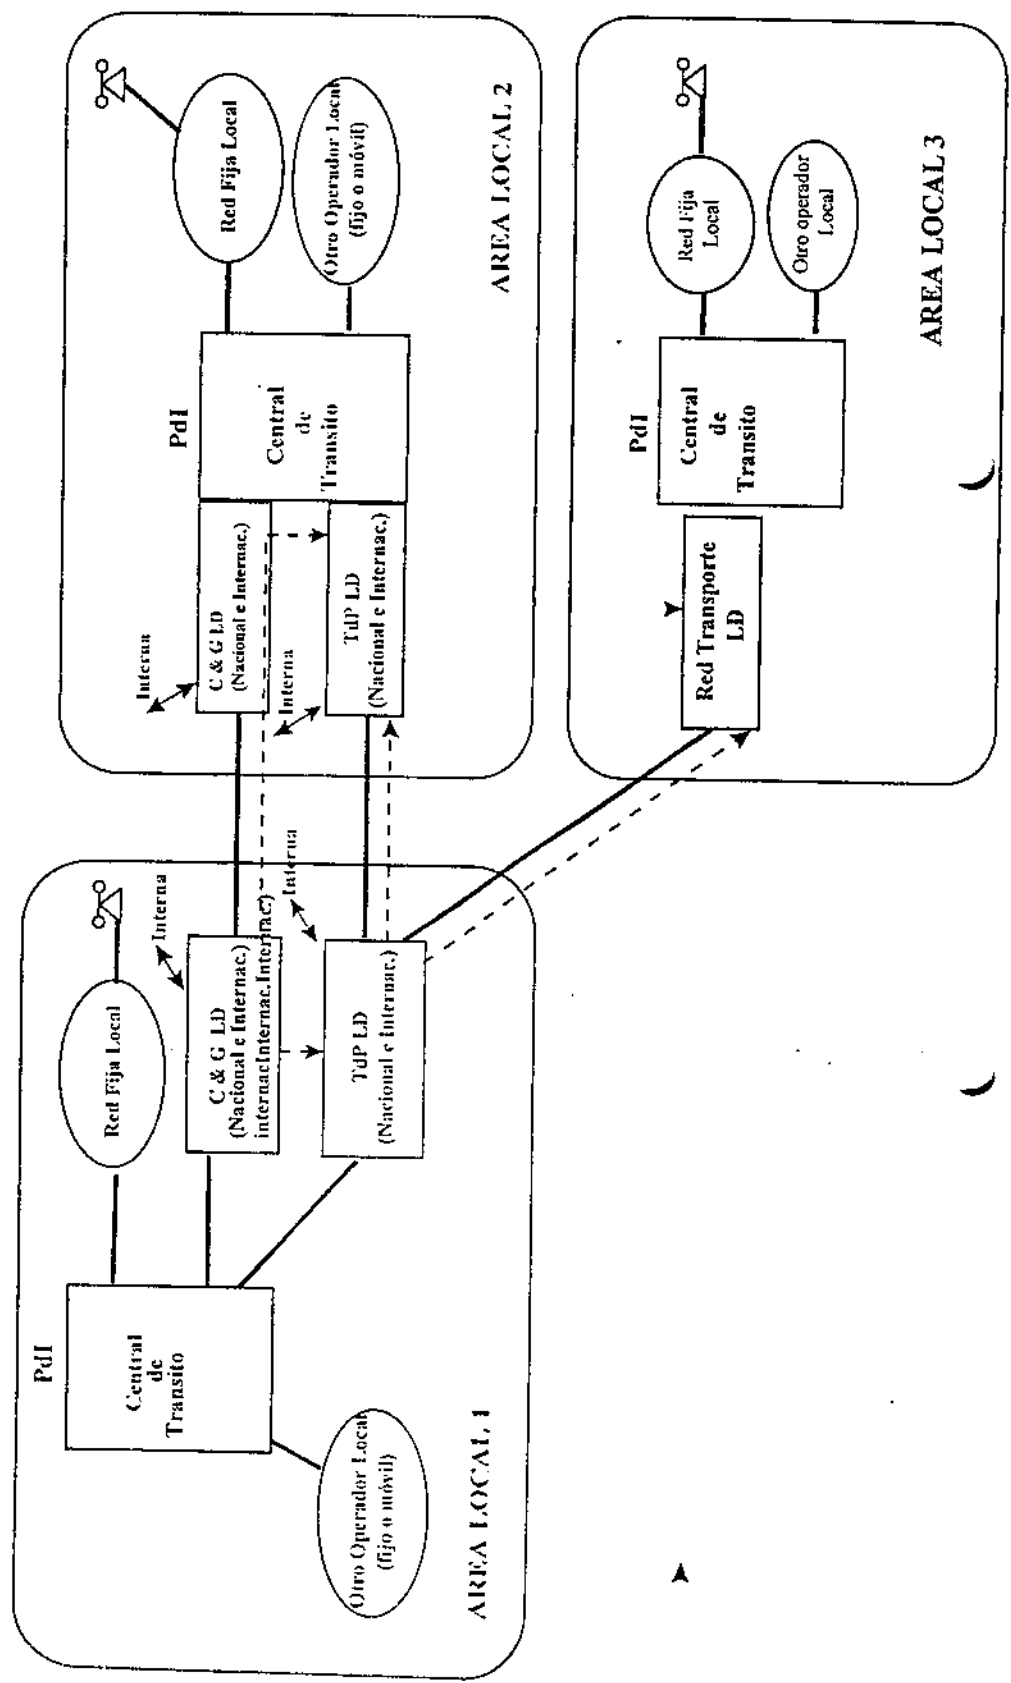 AREA LOCAL 1
PdI
Central
de
Transito
Otro Operador Local
(fijo o móvil)
Red Fija Local
Interna
C & G LD
(Nacional e Internac.)
internacInternac.Internac.)
Interna
TdP LD
(Nacional e Internac.)
AREA LOCAL 2
Interna
C & G LD
(Nacional e Internac.)
Interna
TdP LD
(Nacional e Internac.)
PdI
Central
de
Transito
Red Fija Local
Otro Operador Local
(fijo o móvil)
AREA LOCAL 3
Red Transporte
LD
PdI
Central
de
Transito
Red Fija
Local
Otro operador
Local